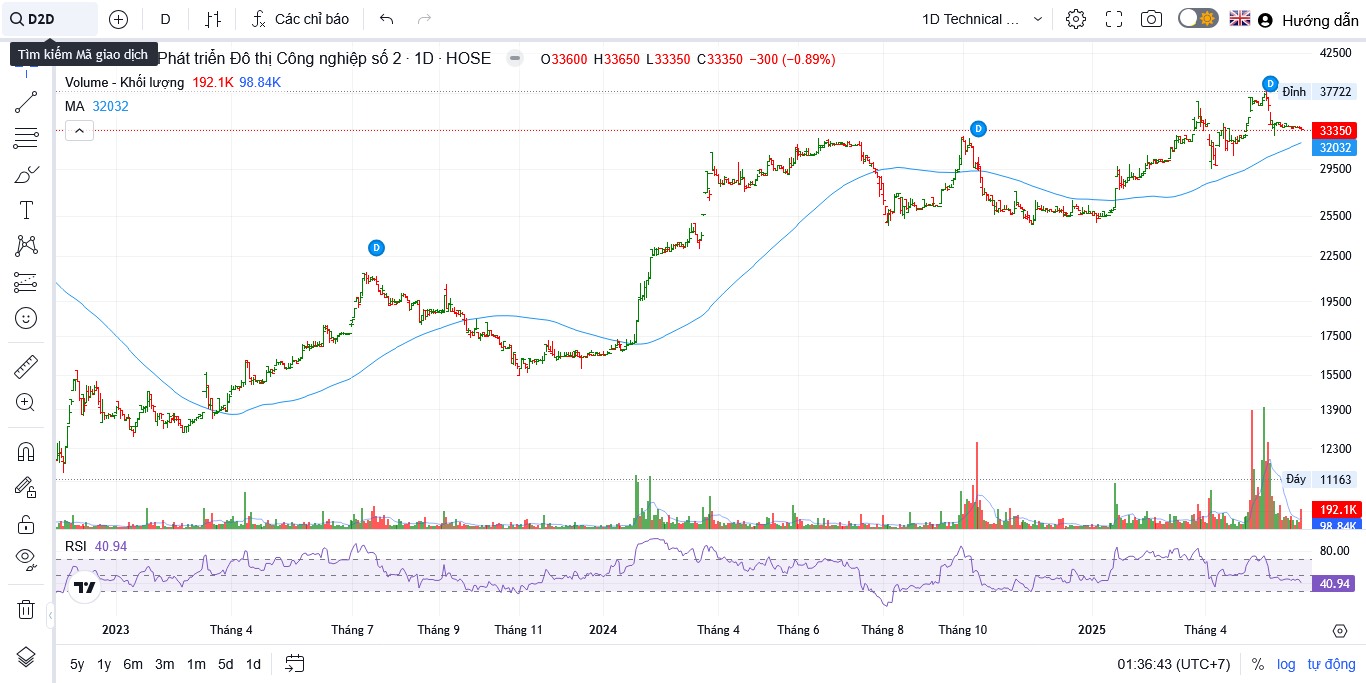 D2D
D
Các chỉ báo
1D Technical ...
Hướng dẫn
Tìm kiếm Mã giao dịch
Phát triển Đô thị Công nghiệp số 2 · 1D · HOSE
O33600 H33650 L33350 C33350 −300 (−0.89%)
Volume - Khối lượng 192.1K 98.84K
MA 32032
D
D
D
42500
Đỉnh 37722
33350
32032
29500
25500
22500
19500
17500
15500
13900
12300
Đáy 11163
192.1K
98.84K
RSI 40.94
80.00
40.94
2023
Tháng 4
Tháng 7
Tháng 9
Tháng 11
2024
Tháng 4
Tháng 6
Tháng 8
Tháng 10
2025
Tháng 4
5y 1y 6m 3m 1m 5d 1d
01:36:43 (UTC+7)
% log tự động